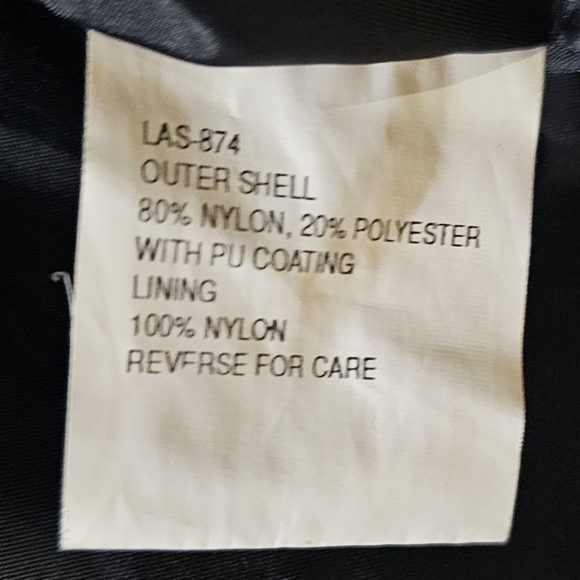 LAS-874
OUTER SHELL
80% NYLON, 20% POLYESTER
WITH PU COATING
LINING
100% NYLON
REVERSE FOR CARE